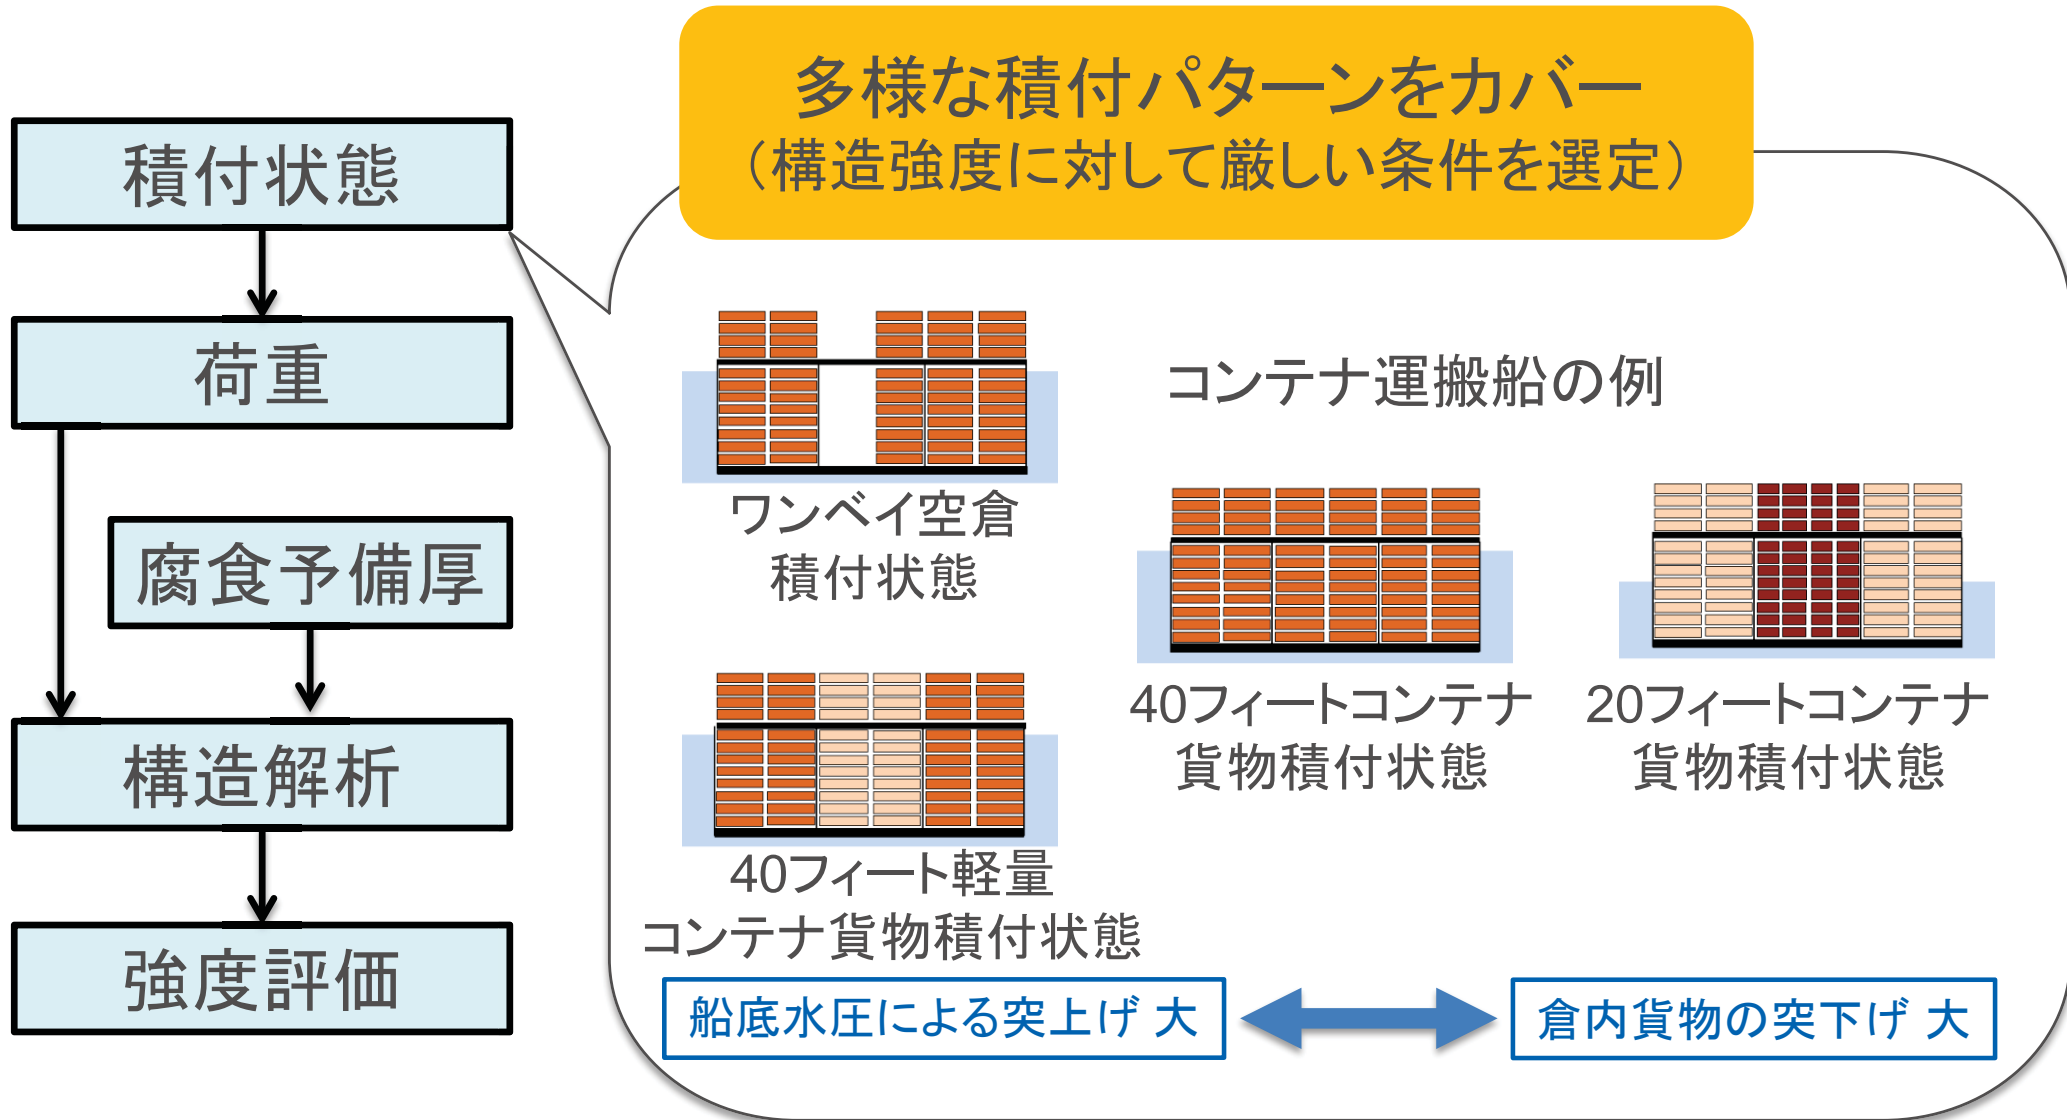 多様な積付パターンをカバー
（構造強度に対して厳しい条件を選定）
積付状態
荷重
腐食予備厚
構造解析
強度評価
コンテナ運搬船の例
ワンベイ空倉
積付状態
40フィートコンテナ
貨物積付状態
20フィートコンテナ
貨物積付状態
40フィート軽量
コンテナ貨物積付状態
船底水圧による突上げ 大
倉内貨物の突下げ 大